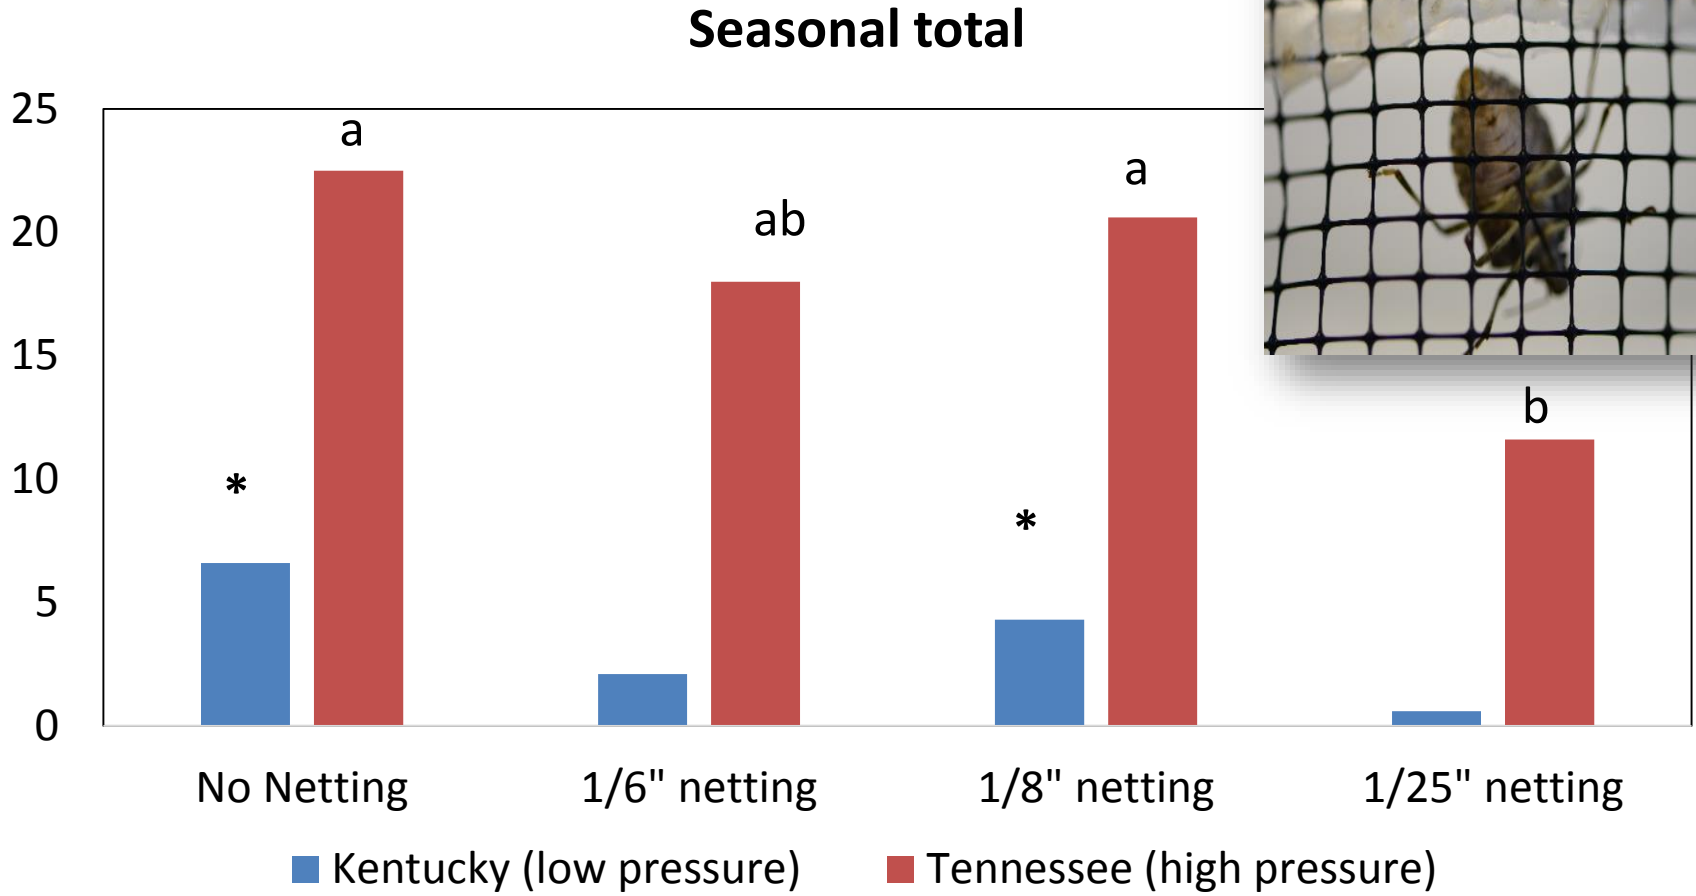 Seasonal total
25
20
15
10
5
0
a
ab
a
b
*
*
No Netting
1/6" netting
1/8" netting
1/25" netting
Kentucky (low pressure)
Tennessee (high pressure)